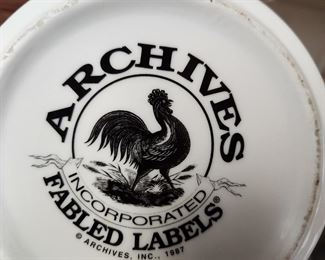 ARCHIVES
INCORPORATED
FABLED LABELS®
© ARCHIVES, INC., 1987